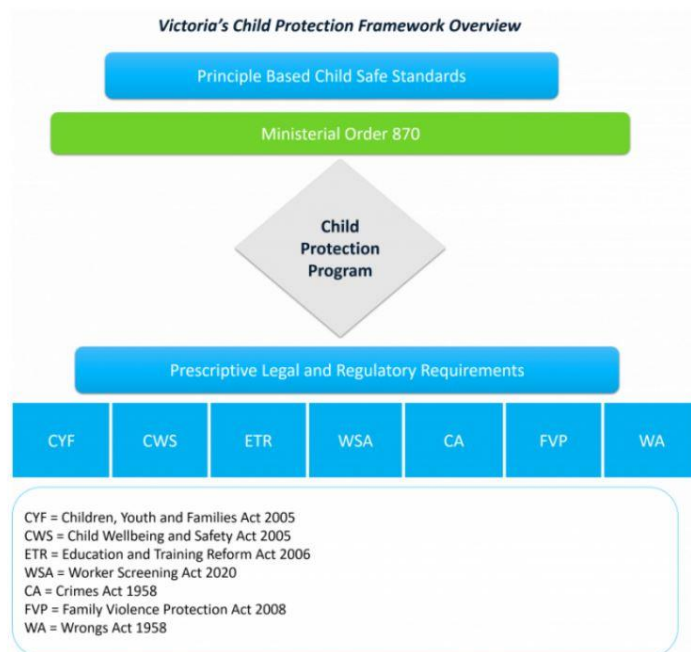 Victoria's Child Protection Framework Overview
Principle Based Child Safe Standards
Ministerial Order 870
Child
Protection
Program
Prescriptive Legal and Regulatory Requirements
CYF CWS ETR WSA CA FVP WA
CYF = Children, Youth and Families Act 2005
CWS = Child Wellbeing and Safety Act 2005
ETR = Education and Training Reform Act 2006
WSA = Worker Screening Act 2020
CA = Crimes Act 1958
FVP = Family Violence Protection Act 2008
WA = Wrongs Act 1958